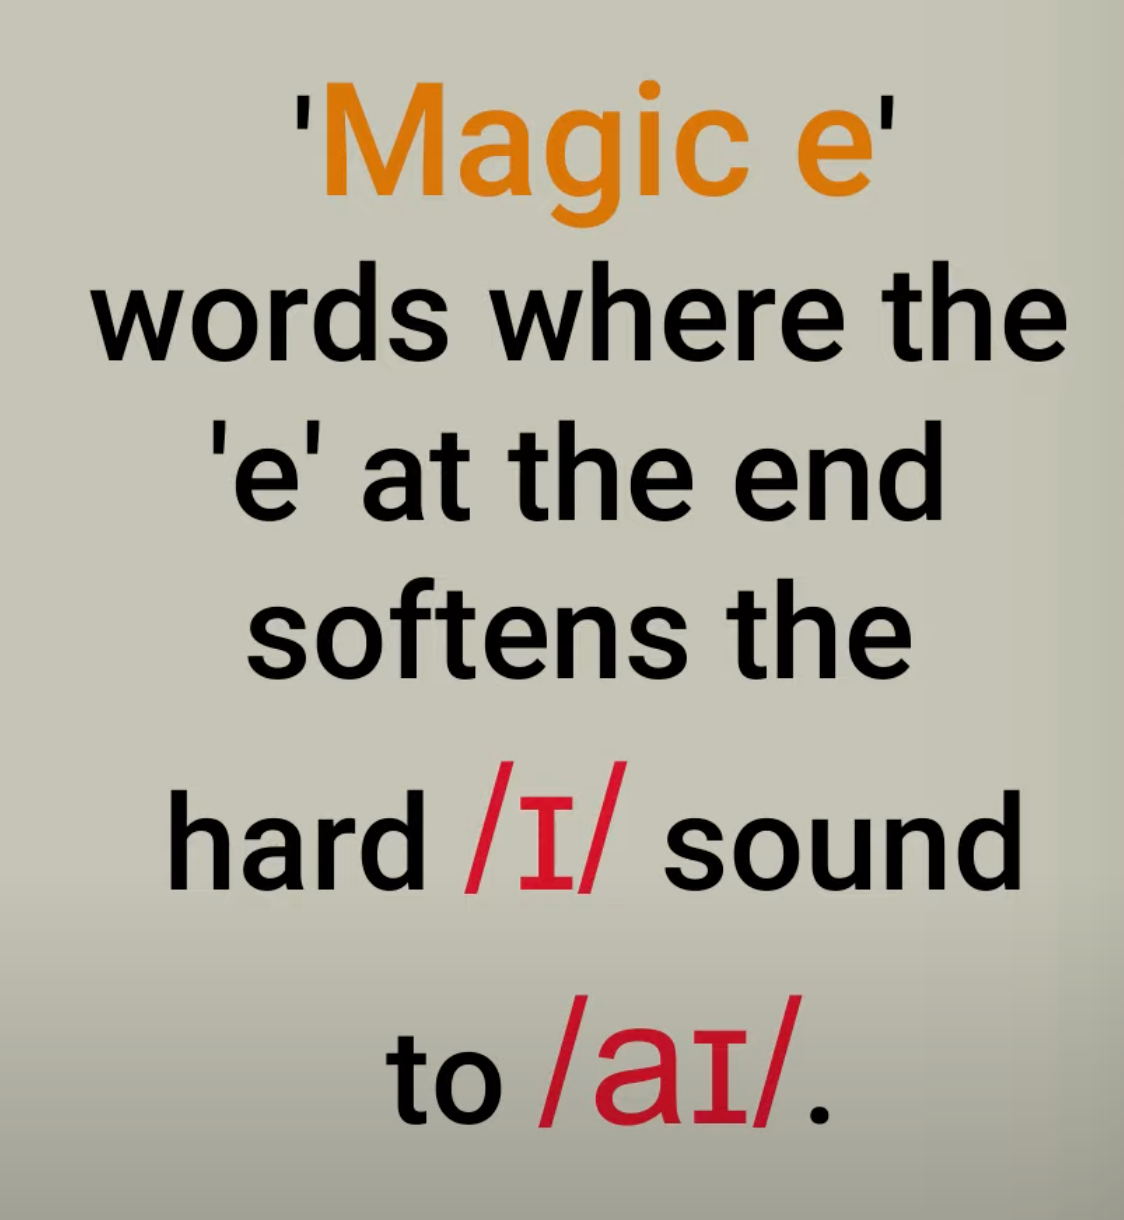 'Magic e'
words where the
'e' at the end
softens the
hard /ɪ/ sound
to /aɪ/.